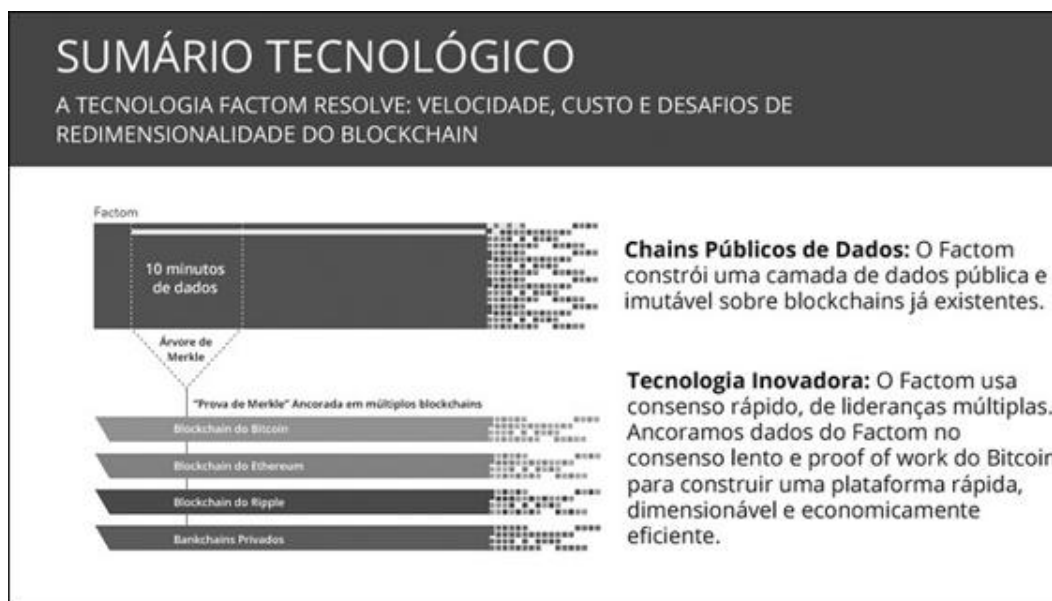 SUMÁRIO TECNOLÓGICO
A TECNOLOGIA FACTOM RESOLVE: VELOCIDADE, CUSTO E DESAFIOS DE
REDIMENSIONALIDADE DO BLOCKCHAIN
Factom
10 minutos
de dados
Árvore de
Merkle
"Prova de Merkle" Ancorada em múltiplos blockchains
Blockchain do Bitcoin
Blockchain do Ethereum
Blockchain do Ripple
Bankchains Privados
Chains Públicos de Dados: O Factom
constrói uma camada de dados pública e
imutável sobre blockchains já existentes.
Tecnologia Inovadora: O Factom usa
consenso rápido, de lideranças múltiplas.
Ancoramos dados do Factom no
consenso lento e proof of work do Bitcoin
para construir uma plataforma rápida,
dimensionável e economicamente
eficiente.